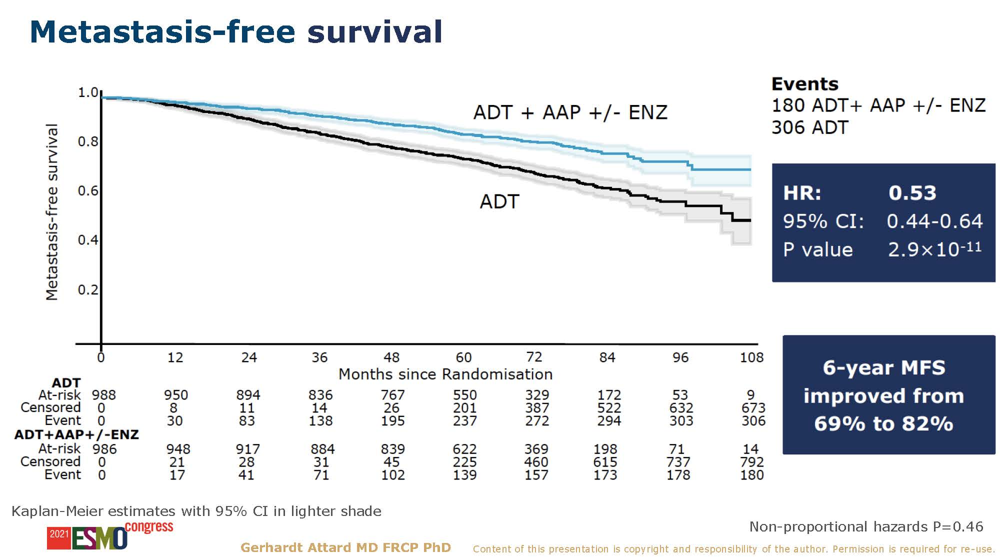 Metastasis-free survival
Metastasis-free survival
1.0
0.8
0.6
0.4
0.2
ADT + AAP +/- ENZ
ADT
0 12 24 36 48 60 72 84 96 108
Months since Randomisation
ADT
At-risk 988 950 894 836 767 550 329 172 53 9
Censored 0 8 11 14 26 201 387 522 632 673
Event 0 30 83 138 195 237 272 294 303 306
ADT+AAP+/-ENZ
At-risk 986 948 917 884 839 622 369 198 71 14
Censored 0 21 28 31 45 225 460 615 737 792
Event 0 17 41 71 102 139 157 173 178 180
Events
180 ADT+ AAP +/- ENZ
306 ADT
HR: 0.53
95% CI: 0.44-0.64
P value 2.9×10⁻¹¹
6-year MFS
improved from
69% to 82%
Kaplan-Meier estimates with 95% CI in lighter shade
Non-proportional hazards P=0.46
2021 ESMO congress
Gerhardt Attard MD FRCP PhD
Content of this presentation is copyright and responsibility of the author. Permission is required for re-use.